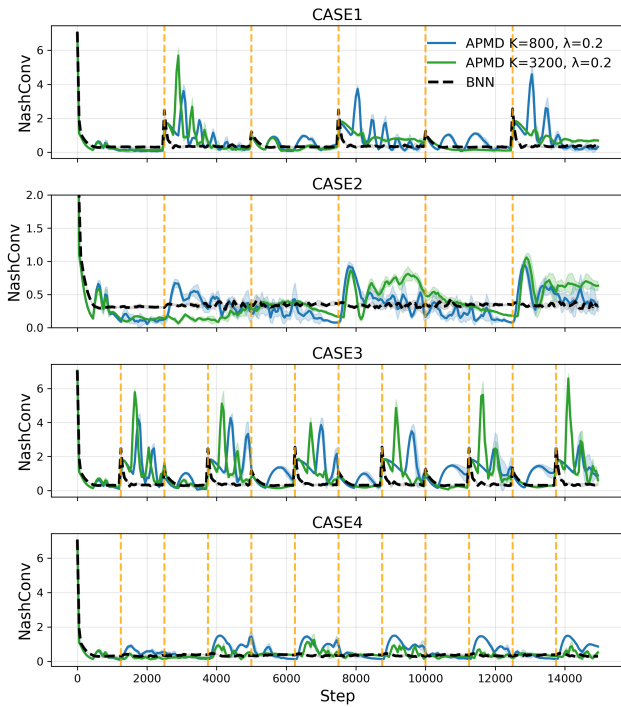 CASE1
NashConv
6
4
2
0
APMD K=800, λ=0.2
APMD K=3200, λ=0.2
BNN
CASE2
NashConv
2.0
1.5
1.0
0.5
0.0
CASE3
NashConv
6
4
2
0
CASE4
NashConv
6
4
2
0
0 2000 4000 6000 8000 10000 12000 14000
Step